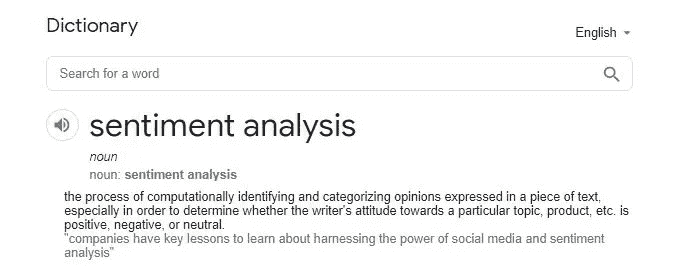 Dictionary
English
Search for a word
sentiment analysis
noun
noun: sentiment analysis
the process of computationally identifying and categorizing opinions expressed in a piece of text,
especially in order to determine whether the writer's attitude towards a particular topic, product, etc. is
positive, negative, or neutral.
"companies have key lessons to learn about harnessing the power of social media and sentiment
analysis"